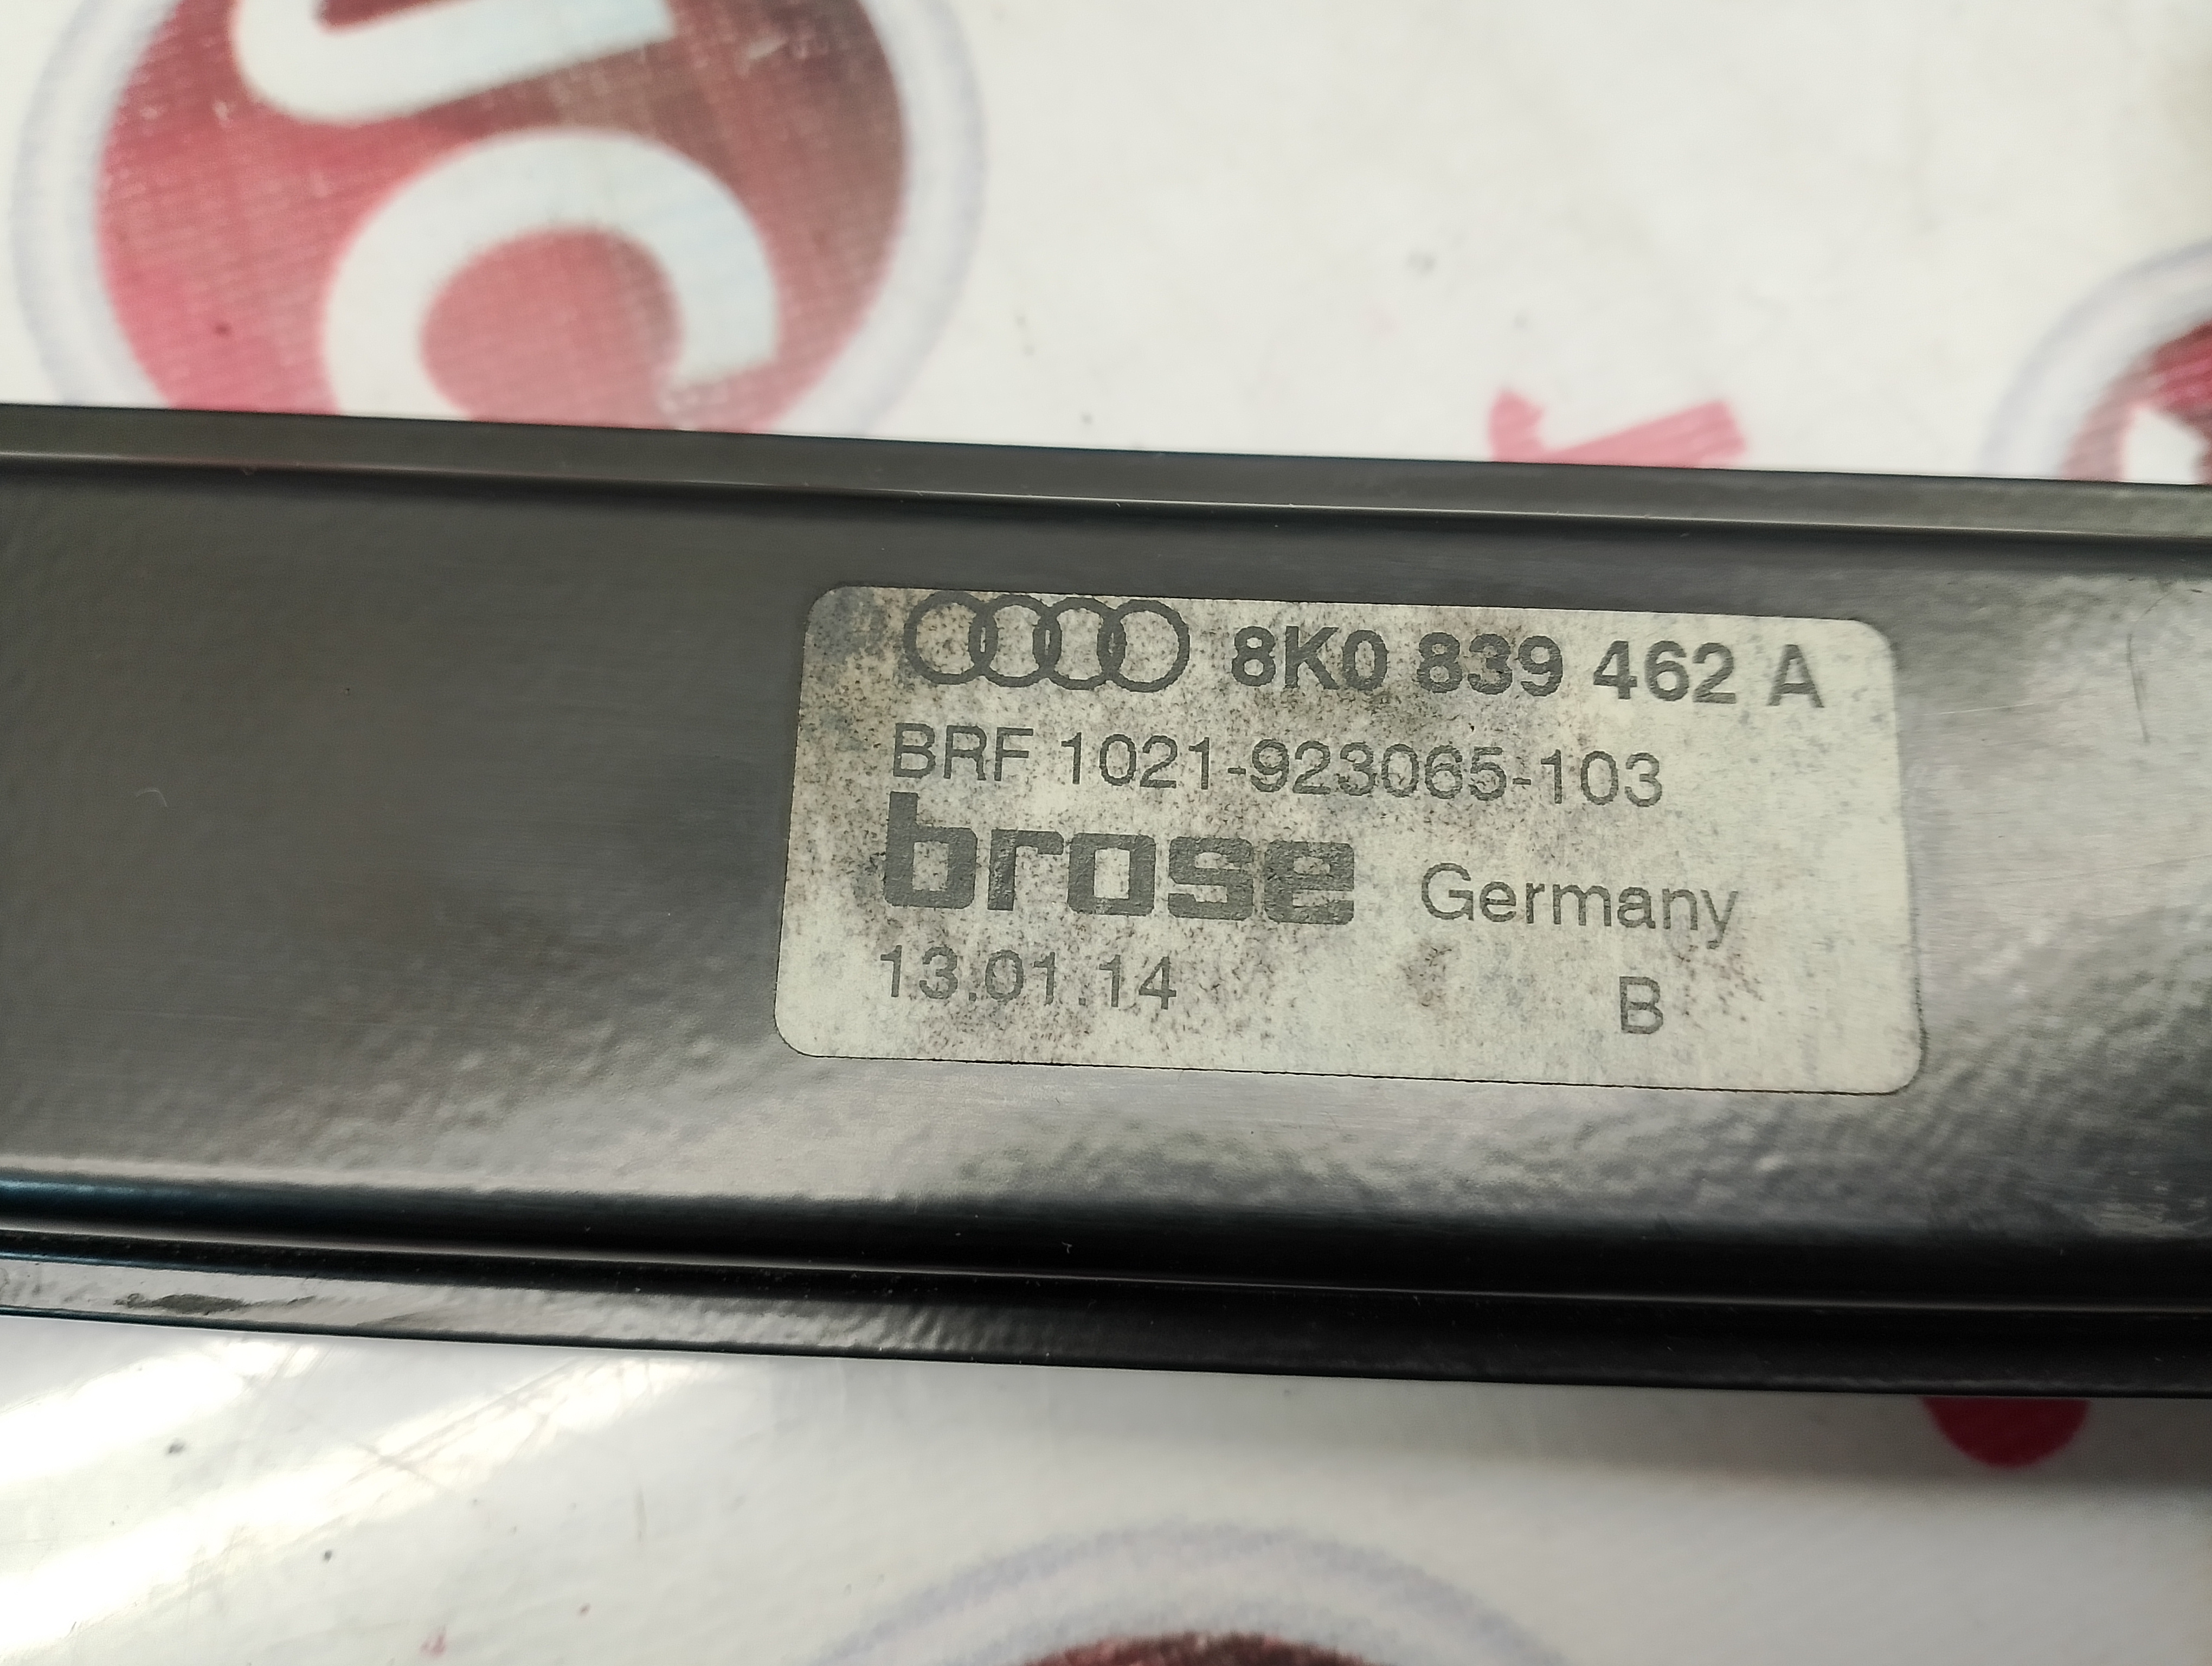 8K0 839 462 A
BRF 1021-923065-103
brose Germany
13.01.14 B